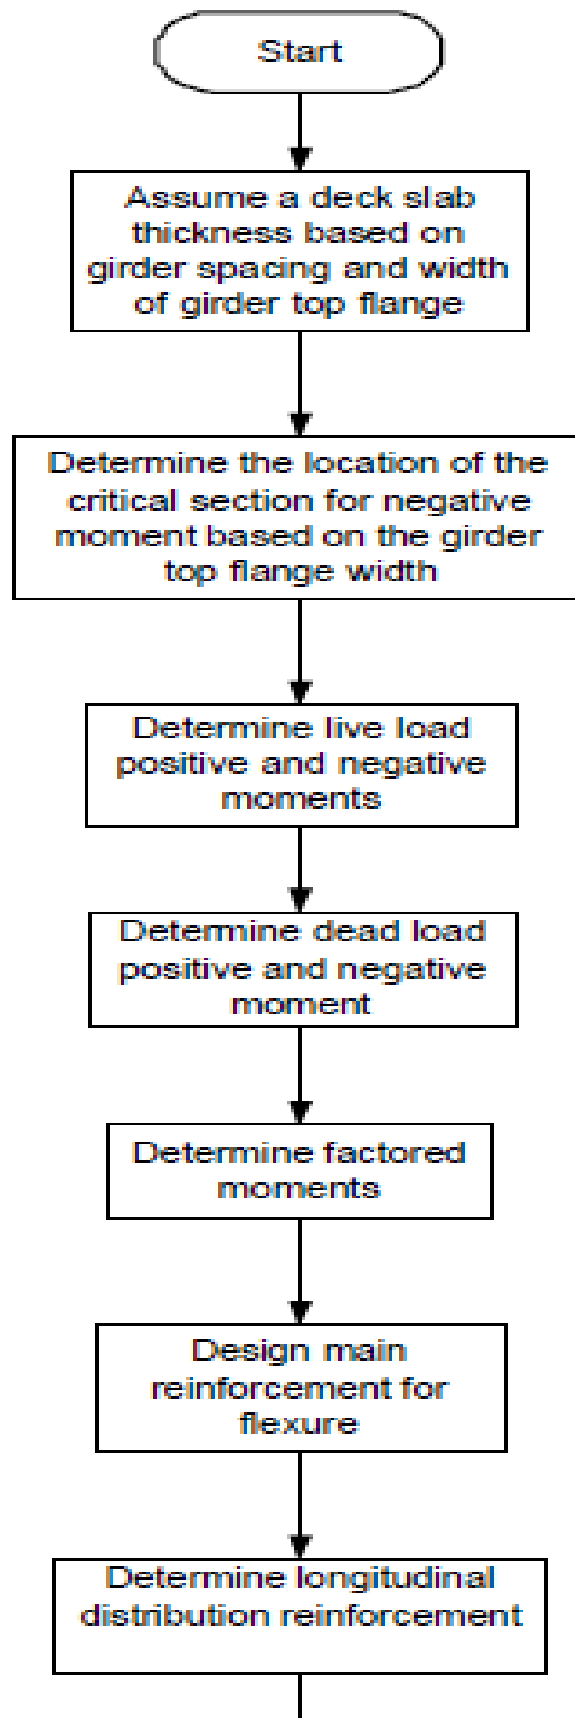 Start
Assume a deck slab
thickness based on
girder spacing and width
of girder top flange
Determine the location of the
critical section for negative
moment based on the girder
top flange width
Determine live load
positive and negative
moments
Determine dead load
positive and negative
moment
Determine factored
moments
Design main
reinforcement for
flexure
Determine longitudinal
distribution reinforcement